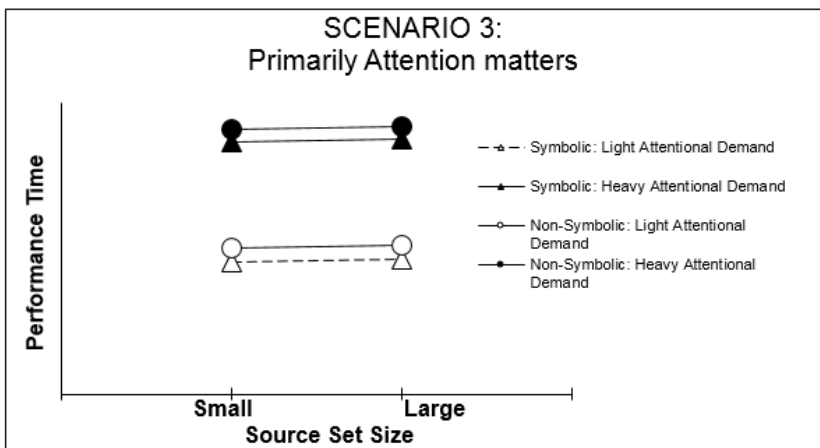 SCENARIO 3:
Primarily Attention matters
Performance Time
Symbolic: Light Attentional Demand
Symbolic: Heavy Attentional Demand
Non-Symbolic: Light Attentional
Demand
Non-Symbolic: Heavy Attentional
Demand
Small Large
Source Set Size